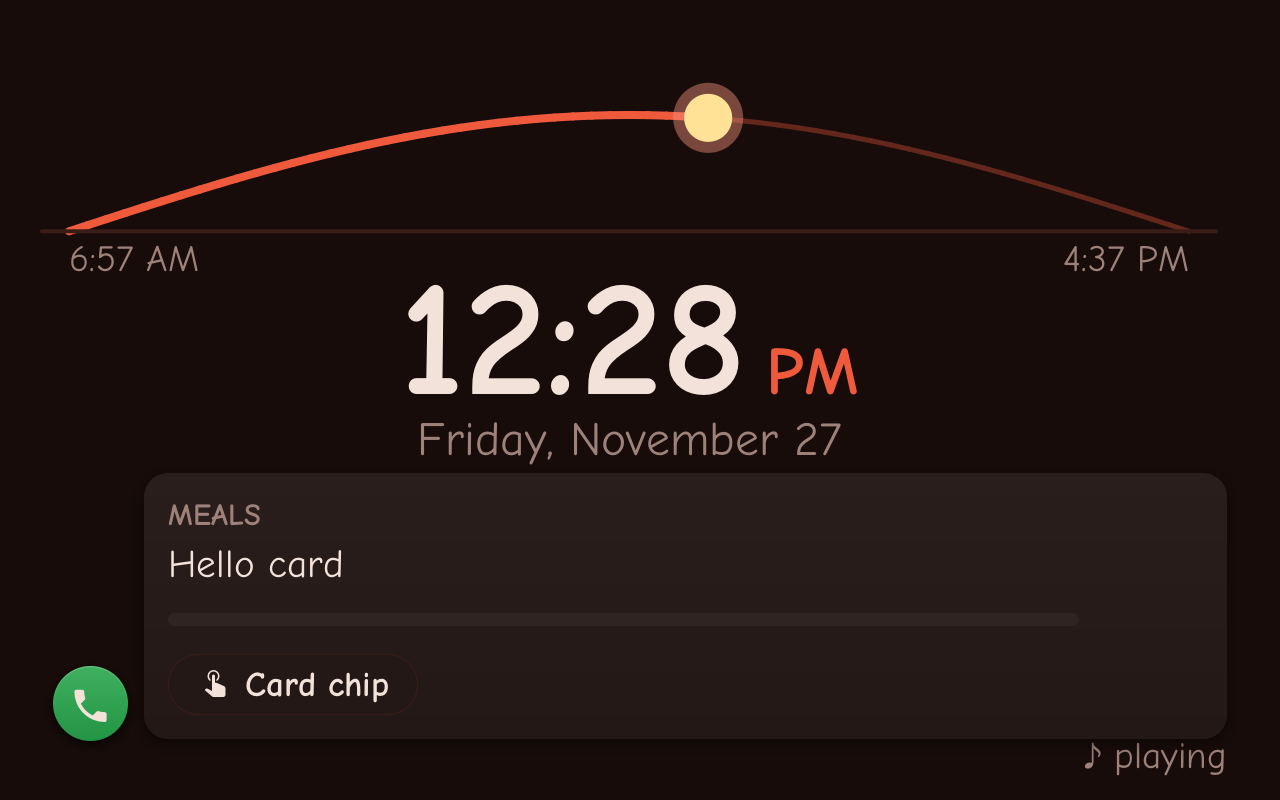 6:57 AM
4:37 PM
12:28 PM
Friday, November 27
MEALS
Hello card
Card chip
♪ playing